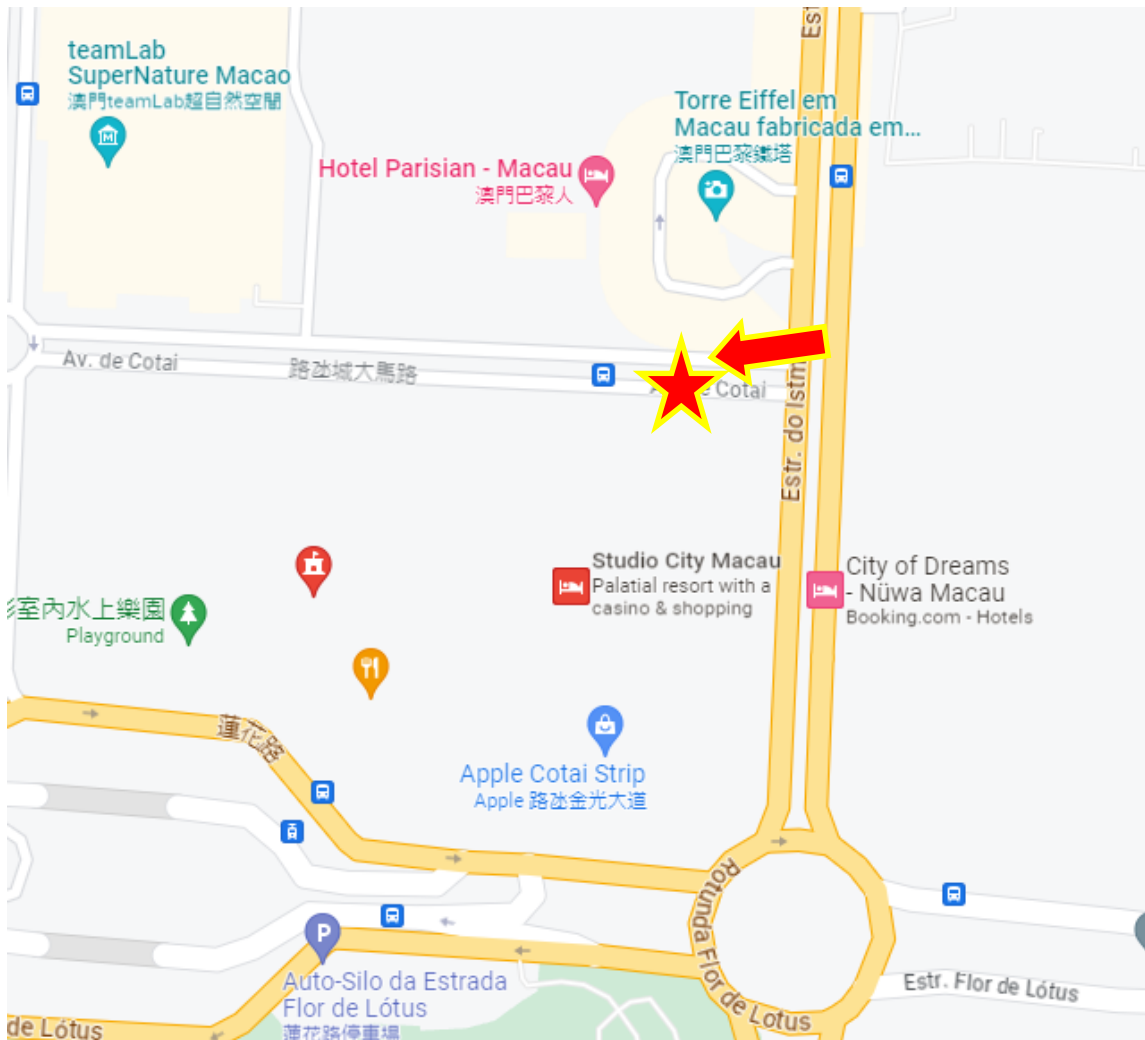 Est
teamLab
SuperNature Macao
澳門teamLab超自然空間
Torre Eiffel em
Macau fabricada em...
澳門巴黎鐵塔
Hotel Parisian - Macau
澳門巴黎人
Av. de Cotai
路氹城大馬路
Cotai
Estr. do Istm
Studio City Macau
Palatial resort with a
casino & shopping
City of Dreams
- Nüwa Macau
Booking.com - Hotels
室內水上樂園
Playground
蓮花路
Apple Cotai Strip
Apple 路氹金光大道
Rotunda Flor de Lotus
P
Auto-Silo da Estrada
Flor de Lótus
蓮花路停車場
Estr. Flor de Lótus
de Lótus